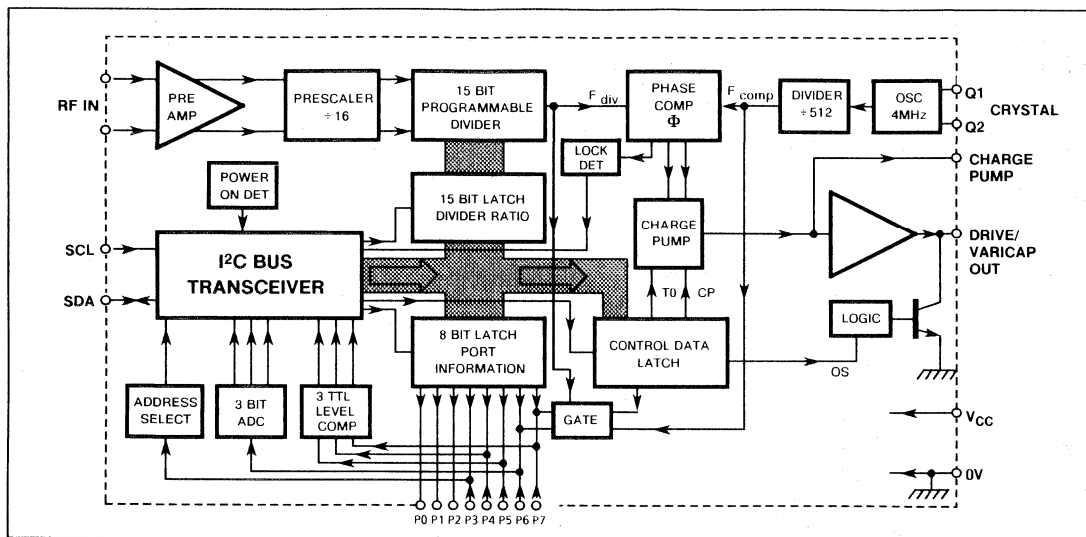 RF IN
PRE
AMP
PRESCALER
÷16
15 BIT
PROGRAMMABLE
DIVIDER
F div
PHASE
COMP
Φ
F comp
DIVIDER
÷512
OSC
4MHz
Q1
Q2
CRYSTAL
LOCK
DET
CHARGE
PUMP
POWER
ON DET
15 BIT LATCH
DIVIDER RATIO
CHARGE
PUMP
SCL
SDA
I²C BUS
TRANSCEIVER
DRIVE/
VARICAP
OUT
T0
CP
LOGIC
8 BIT LATCH
PORT
INFORMATION
CONTROL DATA
LATCH
OS
ADDRESS
SELECT
3 BIT
ADC
3 TTL
LEVEL
COMP
GATE
VCC
0V
P0 P1 P2 P3 P4 P5 P6 P7